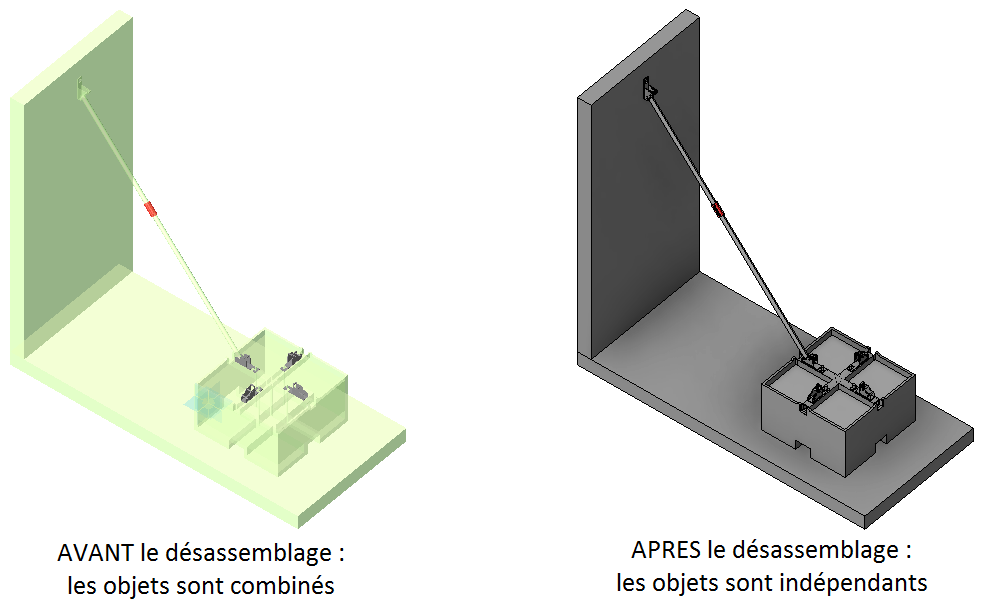 AVANT le désassemblage :
les objets sont combinés
APRES le désassemblage :
les objets sont indépendants